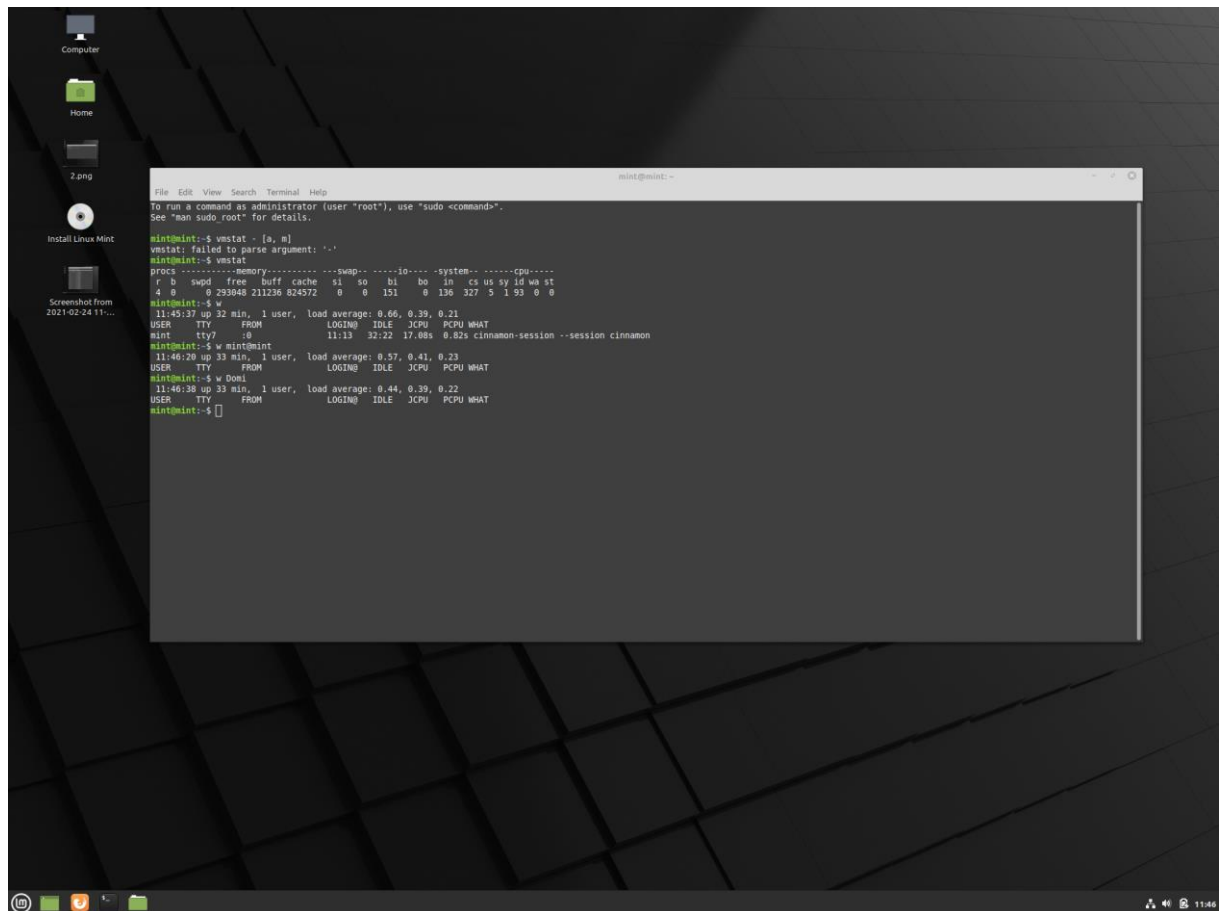 Computer
Home
2.png
Install Linux Mint
Screenshot from
2021-02-24 11-...
mint@mint: ~
File Edit View Search Terminal Help
To run a command as administrator (user "root"), use "sudo <command>".
See "man sudo_root" for details.
mint@mint:~$ vmstat - [a, m]
vmstat: failed to parse argument: '-'
mint@mint:~$ vmstat
procs -----------memory---------- ---swap-- -----io---- -system-- ------cpu-----
 r  b   swpd   free   buff  cache   si   so    bi    bo   in   cs us sy id wa st
 4  0      0 293048 211236 824572    0    0   151     0  136  327  5  1 93  0  0
mint@mint:~$ w
 11:45:37 up 32 min,  1 user,  load average: 0.66, 0.39, 0.21
USER     TTY      FROM             LOGIN@   IDLE   JCPU   PCPU WHAT
mint     tty7     :0               11:13   32:22  17.08s  0.82s cinnamon-session --session cinnamon
mint@mint:~$ w mint@mint
 11:46:20 up 33 min,  1 user,  load average: 0.57, 0.41, 0.23
USER     TTY      FROM             LOGIN@   IDLE   JCPU   PCPU WHAT
mint@mint:~$ w Domi
 11:46:38 up 33 min,  1 user,  load average: 0.44, 0.39, 0.22
USER     TTY      FROM             LOGIN@   IDLE   JCPU   PCPU WHAT
mint@mint:~$
11:46